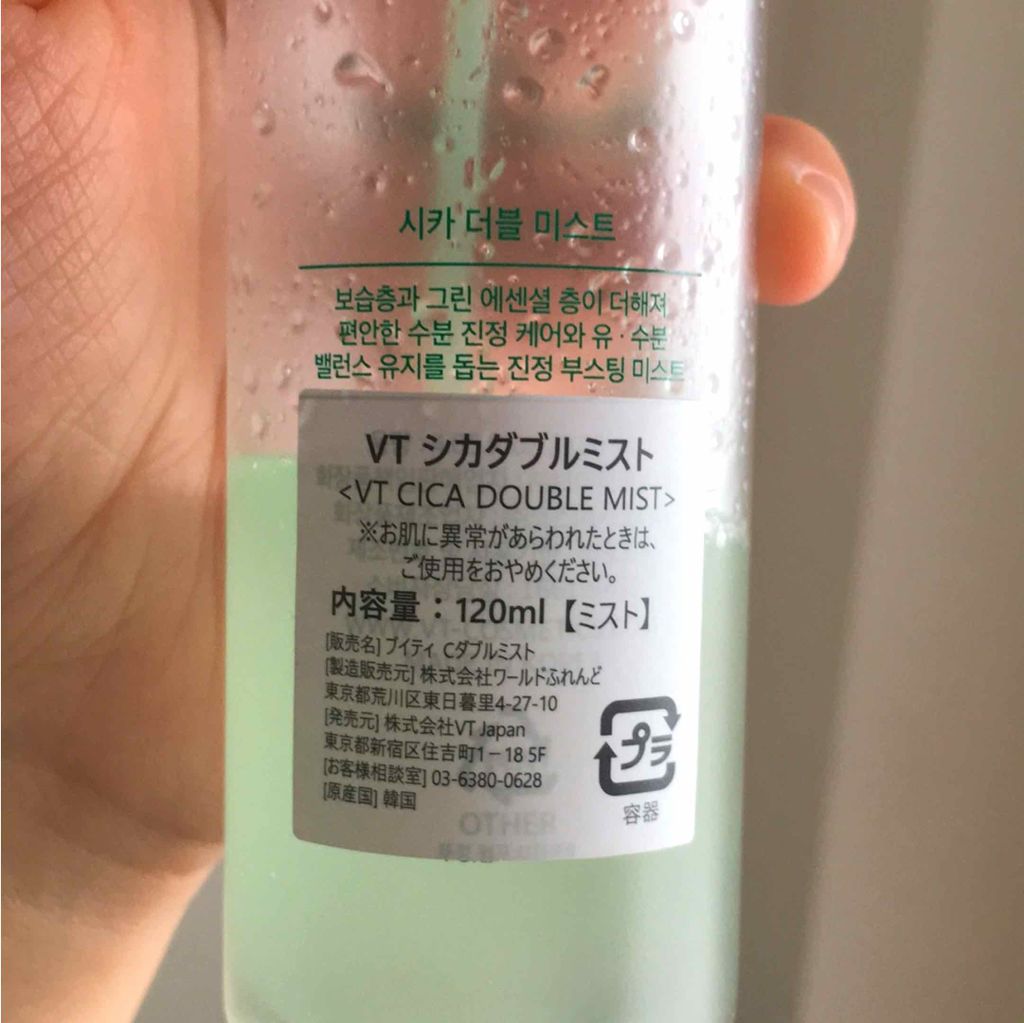 시카 더블 미스트
보습층과 그린 에센셜 층이 더해져
편안한 수분 진정 케어와 유·수분
밸런스 유지를 돕는 진정 부스팅 미스트
VT シカダブルミスト
<VT CICA DOUBLE MIST>
※お肌に異常があらわれたときは、
ご使用をおやめください。
内容量：120ml【ミスト】
[販売名] ブイティ Cダブルミスト
[製造販売元] 株式会社ワールドふれんど
東京都荒川区東日暮里4-27-10
[発売元] 株式会社VT Japan
東京都新宿区住吉町1－18 5F
[お客様相談室] 03-6380-0628
[原産国] 韓国
プラ
容器
OTHER